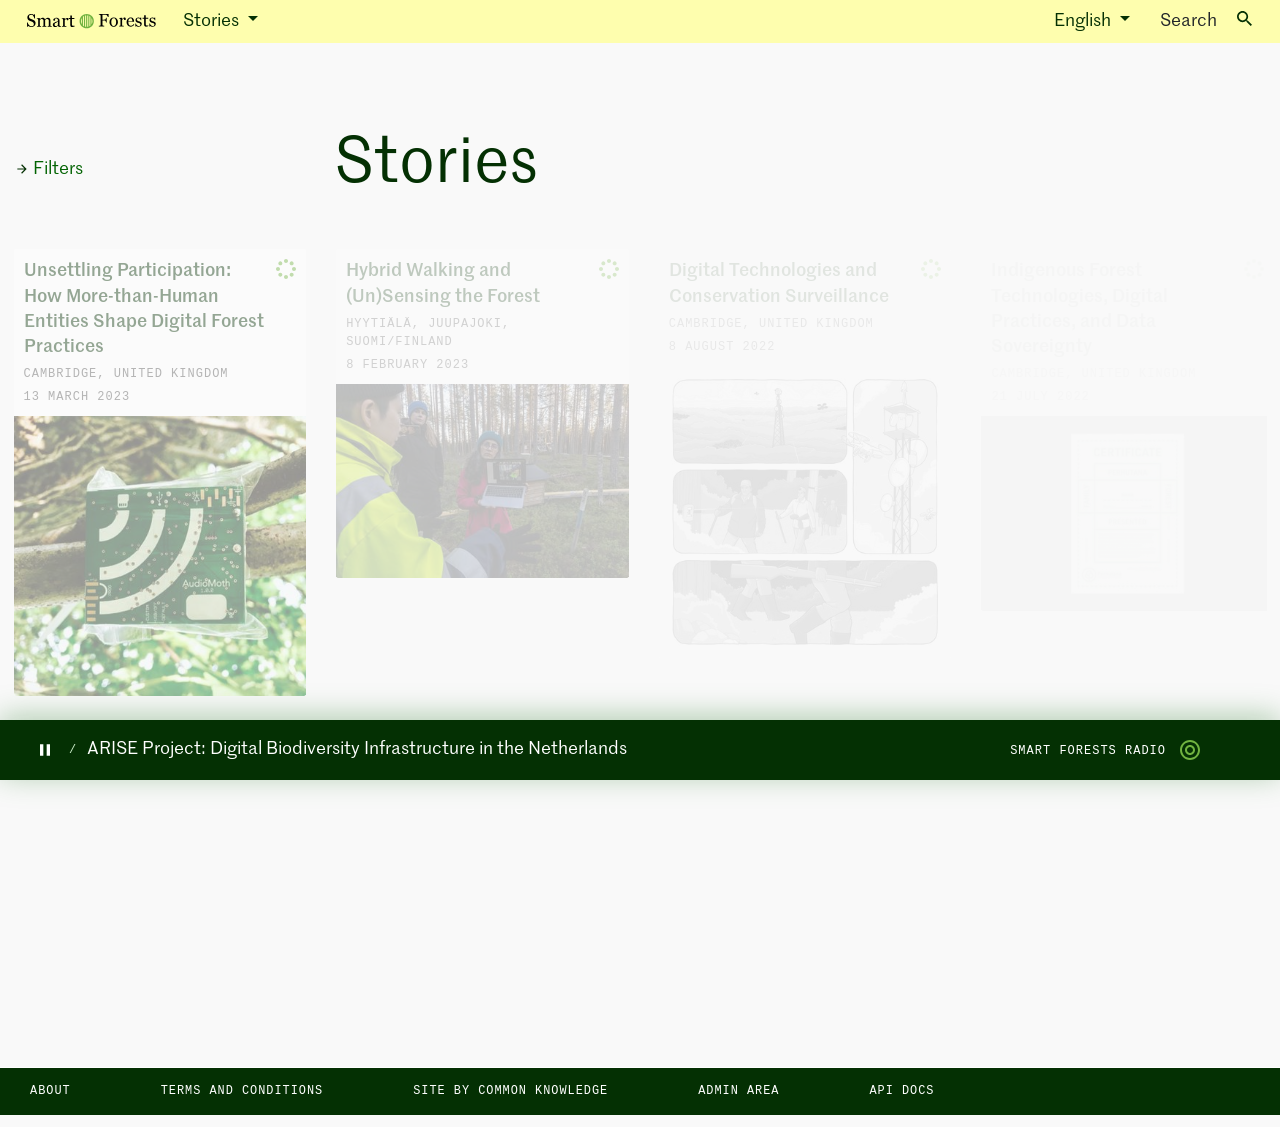 Smart Forests
Stories
English
Search
Filters
Stories
Unsettling Participation:
How More-than-Human
Entities Shape Digital Forest
Practices
CAMBRIDGE, UNITED KINGDOM
13 MARCH 2023
AudioMoth
Hybrid Walking and
(Un)Sensing the Forest
HYYTIÄLÄ, JUUPAJOKI,
SUOMI/FINLAND
8 FEBRUARY 2023
Digital Technologies and
Conservation Surveillance
CAMBRIDGE, UNITED KINGDOM
8 AUGUST 2022
Indigenous Forest
Technologies, Digital
Practices, and Data
Sovereignty
/ ARISE Project: Digital Biodiversity Infrastructure in the Netherlands
SMART FORESTS RADIO
ABOUT
TERMS AND CONDITIONS
SITE BY COMMON KNOWLEDGE
ADMIN AREA
API DOCS